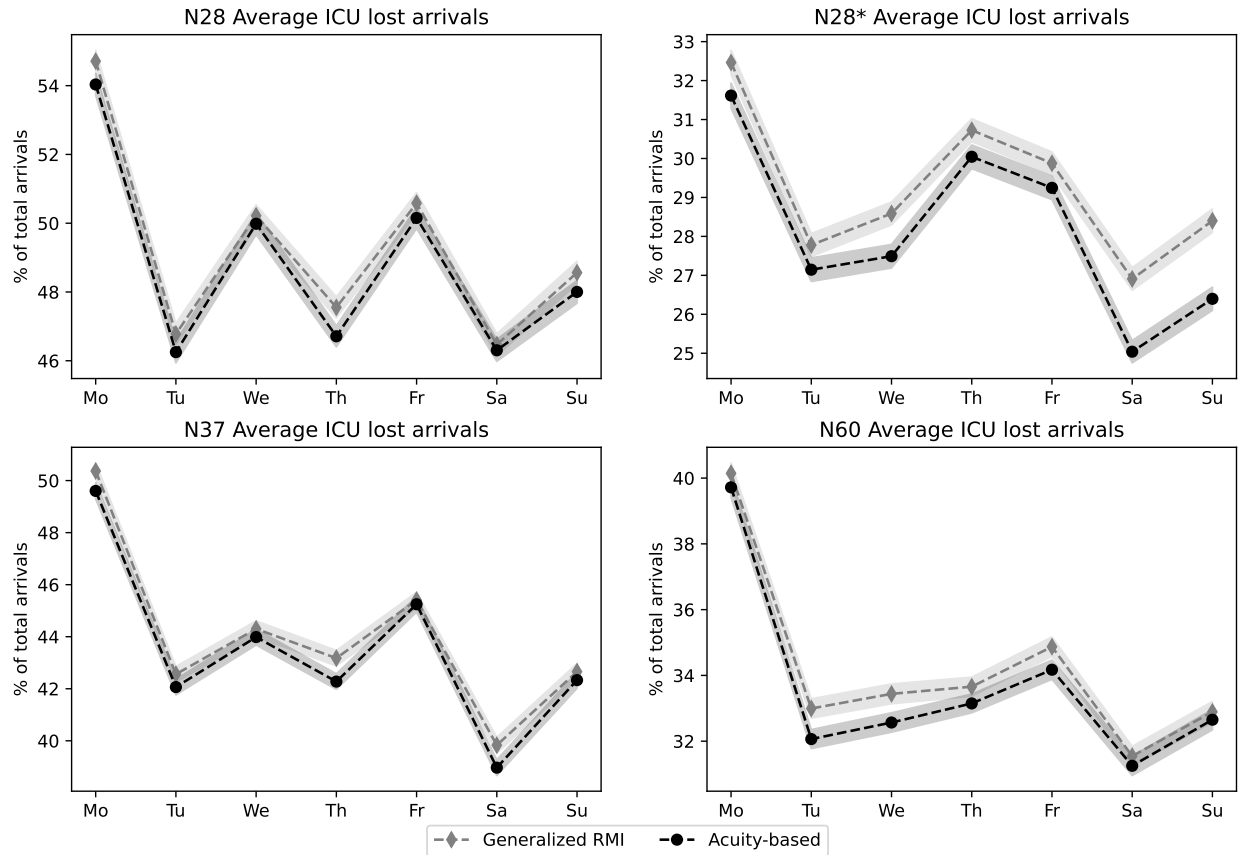 N28 Average ICU lost arrivals
% of total arrivals
54
52
50
48
46
Mo Tu We Th Fr Sa Su
N28* Average ICU lost arrivals
% of total arrivals
33
32
31
30
29
28
27
26
25
Mo Tu We Th Fr Sa Su
N37 Average ICU lost arrivals
% of total arrivals
50
48
46
44
42
40
Mo Tu We Th Fr Sa Su
N60 Average ICU lost arrivals
% of total arrivals
40
38
36
34
32
Mo Tu We Th Fr Sa Su
Generalized RMI Acuity-based